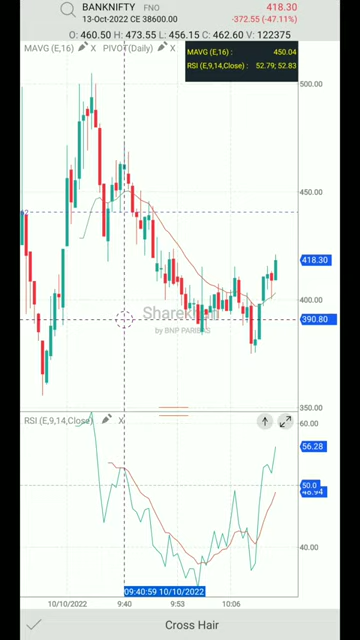 BANKNIFTY FNO 418.30
13-Oct-2022 CE 38600.00 -372.55 (-47.11%)
O: 460.50 H: 473.55 L: 456.15 C: 462.60 V: 122375
MAVG (E,16) X PIVOT(Daily) X
MAVG (E,16) : 450.04
RSI (E,9,14,Close) : 52.79; 52.83
500.00
450.00
418.30
400.00
390.80
Sharekhan
by BNP PARIBAS
350.00
RSI (E,9,14,Close) X
60.00
56.28
50.0
48.94
40.00
09:40:59 10/10/2022
10/10/2022 9:40 9:53 10:06
Cross Hair